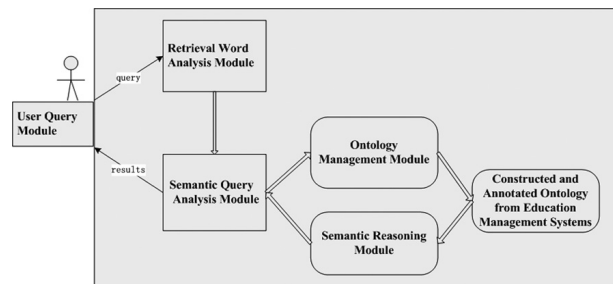 Retrieval Word
Analysis Module
query
User Query
Module
results
Semantic Query
Analysis Module
Ontology
Management Module
Semantic Reasoning
Module
Constructed and
Annotated Ontology
from Education
Management Systems